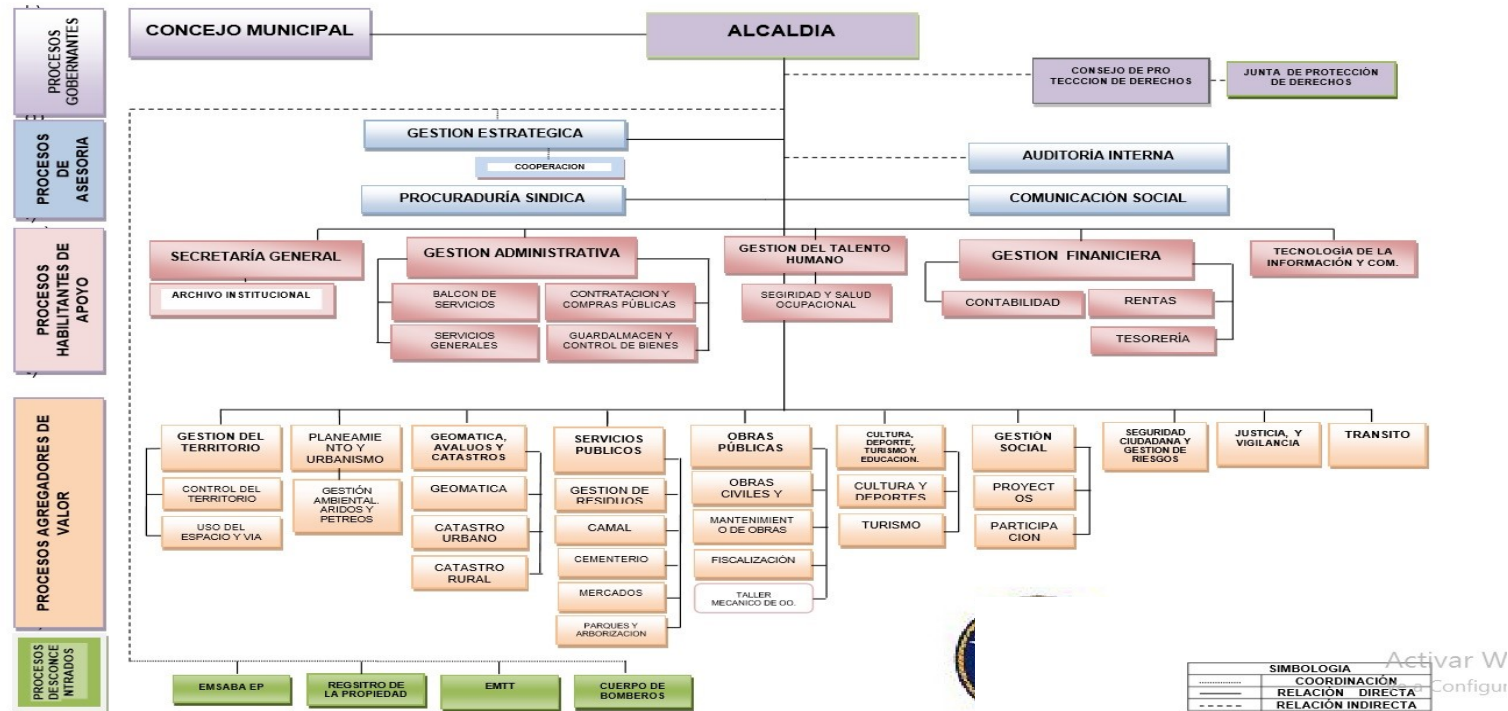 PROCESOS
GOBERNANTES
CONCEJO MUNICIPAL
ALCALDIA
CONSEJO DE PRO
TECCCION DE DERECHOS
JUNTA DE PROTECCIÓN
DE DERECHOS
PROCESOS
DE
ASESORIA
GESTION ESTRATEGICA
COOPERACION
AUDITORÍA INTERNA
PROCURADURÍA SINDICA
COMUNICACIÓN SOCIAL
PROCESOS
HABILITANTES DE
APOYO
SECRETARÍA GENERAL
ARCHIVO INSTITUCIONAL
GESTION ADMINISTRATIVA
BALCON DE
SERVICIOS
CONTRATACION Y
COMPRAS PÚBLICAS
SERVICIOS
GENERALES
GUARDALMACEN Y
CONTROL DE BIENES
GESTION DEL TALENTO
HUMANO
SEGIRIDAD Y SALUD
OCUPACIONAL
GESTION FINANCIERA
CONTABILIDAD
RENTAS
TESORERÍA
TECNOLOGÌA DE LA
INFORMACIÓN Y COM.
PROCESOS AGREGADORES DE
VALOR
GESTION DEL
TERRITORIO
CONTROL DEL
TERRITORIO
USO DEL
ESPACIO Y VIA
PLANEAMIE
NTO Y
URBANISMO
GESTIÓN
AMBIENTAL.
ARIDOS Y
PETREOS
GEOMATICA,
AVALUOS Y
CATASTROS
GEOMATICA
CATASTRO
URBANO
CATASTRO
RURAL
SERVICIOS
PUBLICOS
GESTION DE
RESIDUOS
CAMAL
CEMENTERIO
MERCADOS
PARQUES Y
ARBORIZACION
OBRAS
PÚBLICAS
OBRAS
CIVILES Y
MANTENIMIENT
O DE OBRAS
FISCALIZACIÓN
TALLER
MECANICO DE OO.
CULTURA,
DEPORTE,
TURISMO Y
EDUCACION.
CULTURA Y
DEPORTES
TURISMO
GESTIÒN
SOCIAL
PROYECT
OS
PARTICIPA
CION
SEGURIDAD
CIUDADANA Y
GESTION DE
RIESGOS
JUSTICIA, Y
VIGILANCIA
TRANSITO
PROCESOS
DESCONCE
NTRADOS
EMSABA EP
REGSITRO DE
LA PROPIEDAD
EMTT
CUERPO DE
BOMBEROS
SIMBOLOGIA
COORDINACIÓN
RELACIÓN DIRECTA
RELACIÓN INDIRECTA
Activar W
a Configur